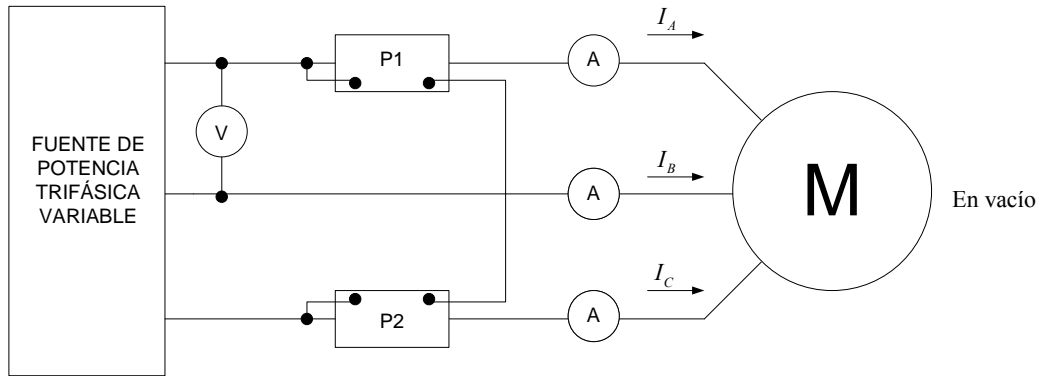 FUENTE DE
POTENCIA
TRIFÁSICA
VARIABLE
V
P1
P2
A
A
A
I_A
I_B
I_C
M
En vacío